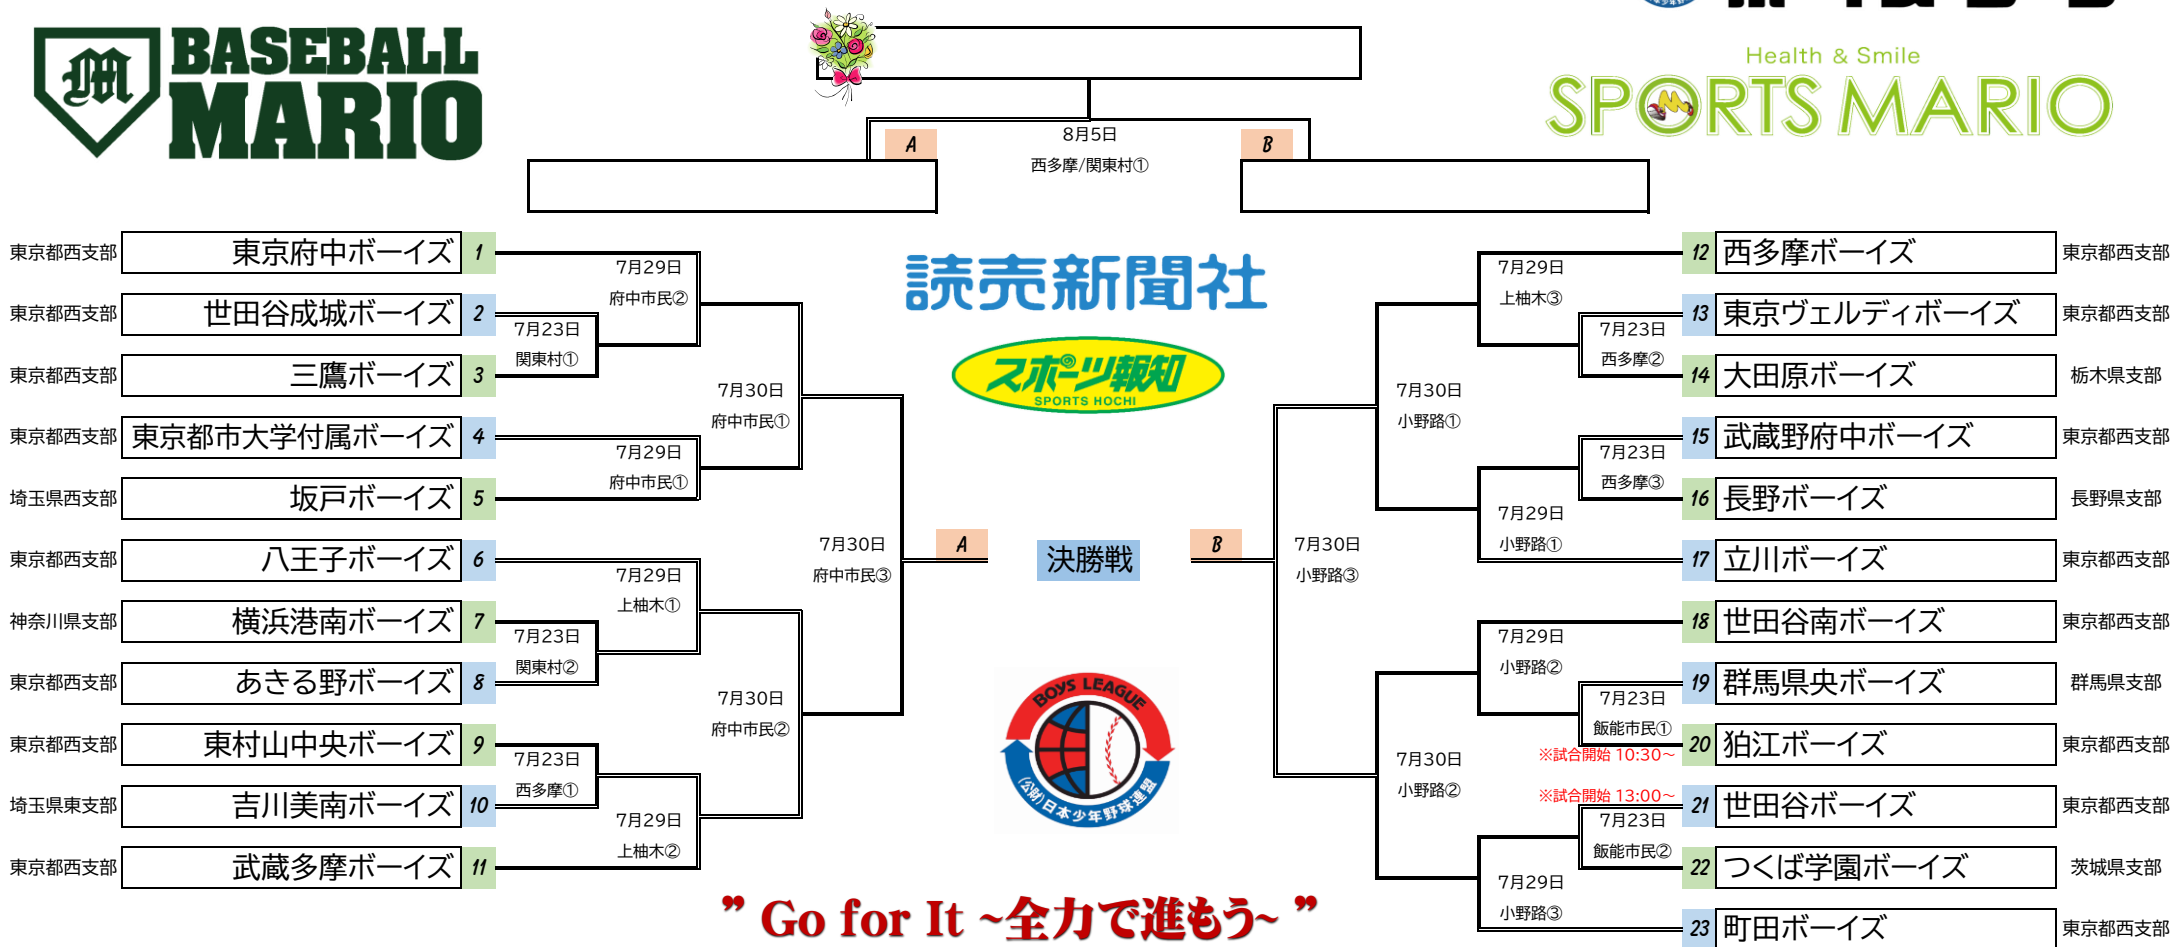 BASEBALL
MARIO
Health & Smile
SPORTS MARIO
A
8月5日
西多摩/関東村①
B
東京都西支部 東京府中ボーイズ 1
東京都西支部 世田谷成城ボーイズ 2
東京都西支部 三鷹ボーイズ 3
東京都西支部 東京都市大学付属ボーイズ 4
埼玉県西支部 坂戸ボーイズ 5
東京都西支部 八王子ボーイズ 6
神奈川県支部 横浜港南ボーイズ 7
東京都西支部 あきる野ボーイズ 8
東京都西支部 東村山中央ボーイズ 9
埼玉県東支部 吉川美南ボーイズ 10
東京都西支部 武蔵多摩ボーイズ 11
7月23日
関東村①
7月23日
関東村②
7月23日
西多摩①
7月29日
府中市民②
7月29日
府中市民①
7月29日
上柚木①
7月29日
上柚木②
7月30日
府中市民①
7月30日
府中市民②
7月30日
府中市民③
A
読売新聞社
スポーツ報知
SPORTS HOCHI
決勝戦
BOYS LEAGUE
(公財)日本少年野球連盟
B
7月30日
小野路③
7月30日
小野路①
7月30日
小野路②
7月29日
上柚木③
7月29日
小野路①
7月29日
小野路②
7月29日
小野路③
7月23日
西多摩②
7月23日
西多摩③
7月23日
飯能市民①
※試合開始 10:30～
※試合開始 13:00～
7月23日
飯能市民②
12 西多摩ボーイズ 東京都西支部
13 東京ヴェルディボーイズ 東京都西支部
14 大田原ボーイズ 栃木県支部
15 武蔵野府中ボーイズ 東京都西支部
16 長野ボーイズ 長野県支部
17 立川ボーイズ 東京都西支部
18 世田谷南ボーイズ 東京都西支部
19 群馬県央ボーイズ 群馬県支部
20 狛江ボーイズ 東京都西支部
21 世田谷ボーイズ 東京都西支部
22 つくば学園ボーイズ 茨城県支部
23 町田ボーイズ 東京都西支部
” Go for It ~全力で進もう~ ”